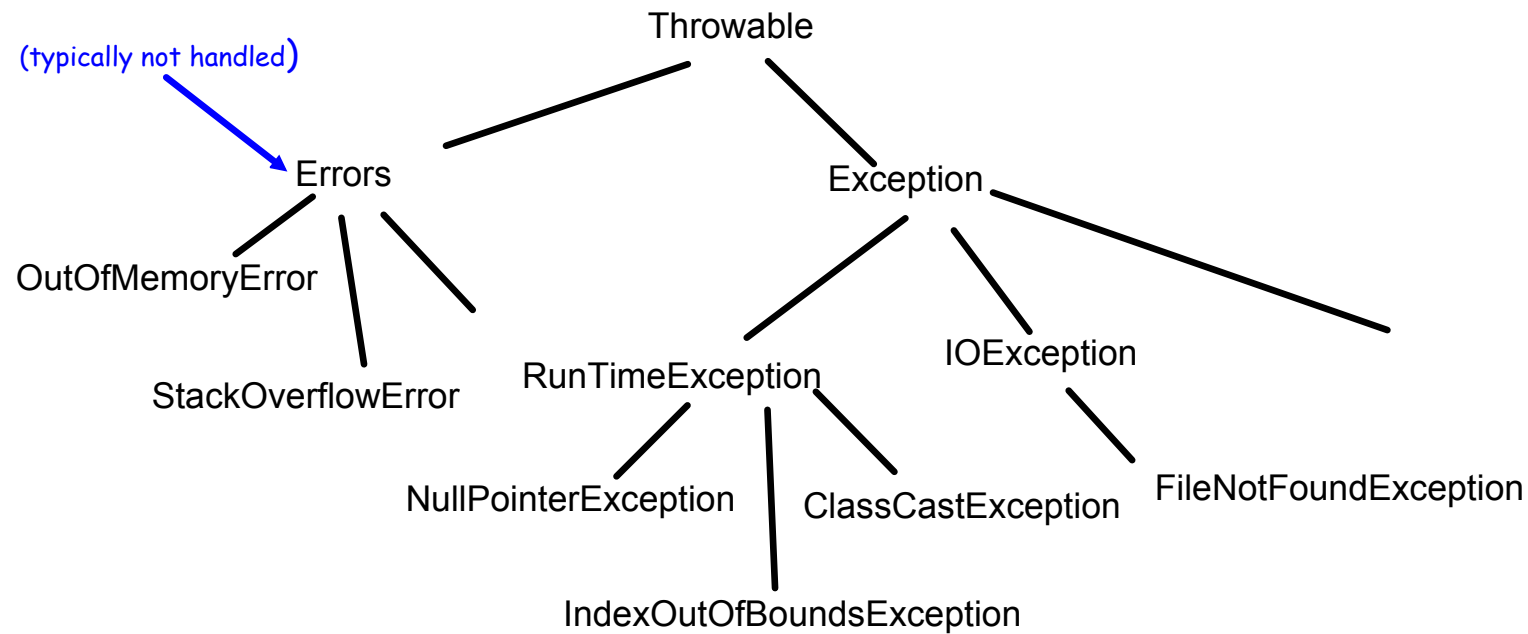 Throwable
(typically not handled)
Errors
Exception
OutOfMemoryError
StackOverflowError
RunTimeException
IOException
NullPointerException
ClassCastException
FileNotFoundException
IndexOutOfBoundsException